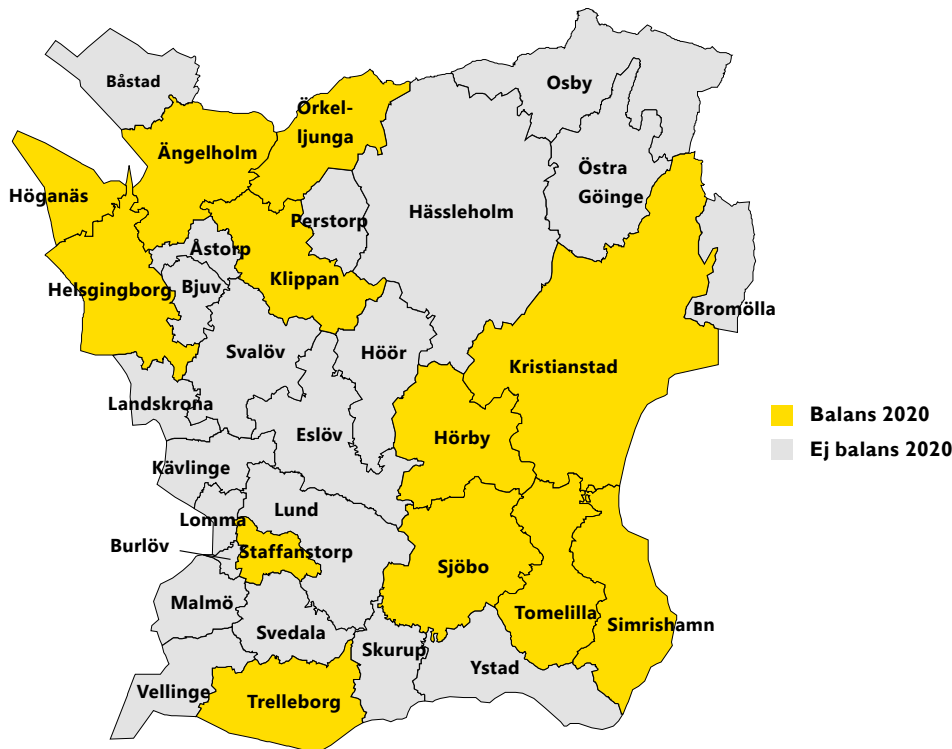 Båstad
Osby
Örkel-
ljunga
Ängelholm
Östra
Göinge
Höganäs
Perstorp
Hässleholm
Åstorp
Klippan
Helsgingborg
Bjuv
Bromölla
Svalöv
Höör
Kristianstad
Landskrona
Balans 2020
Eslöv
Hörby
Ej balans 2020
Kävlinge
Lund
Lomma
Burlöv
Staffanstorp
Sjöbo
Malmö
Tomelilla
Simrishamn
Svedala
Skurup
Ystad
Vellinge
Trelleborg